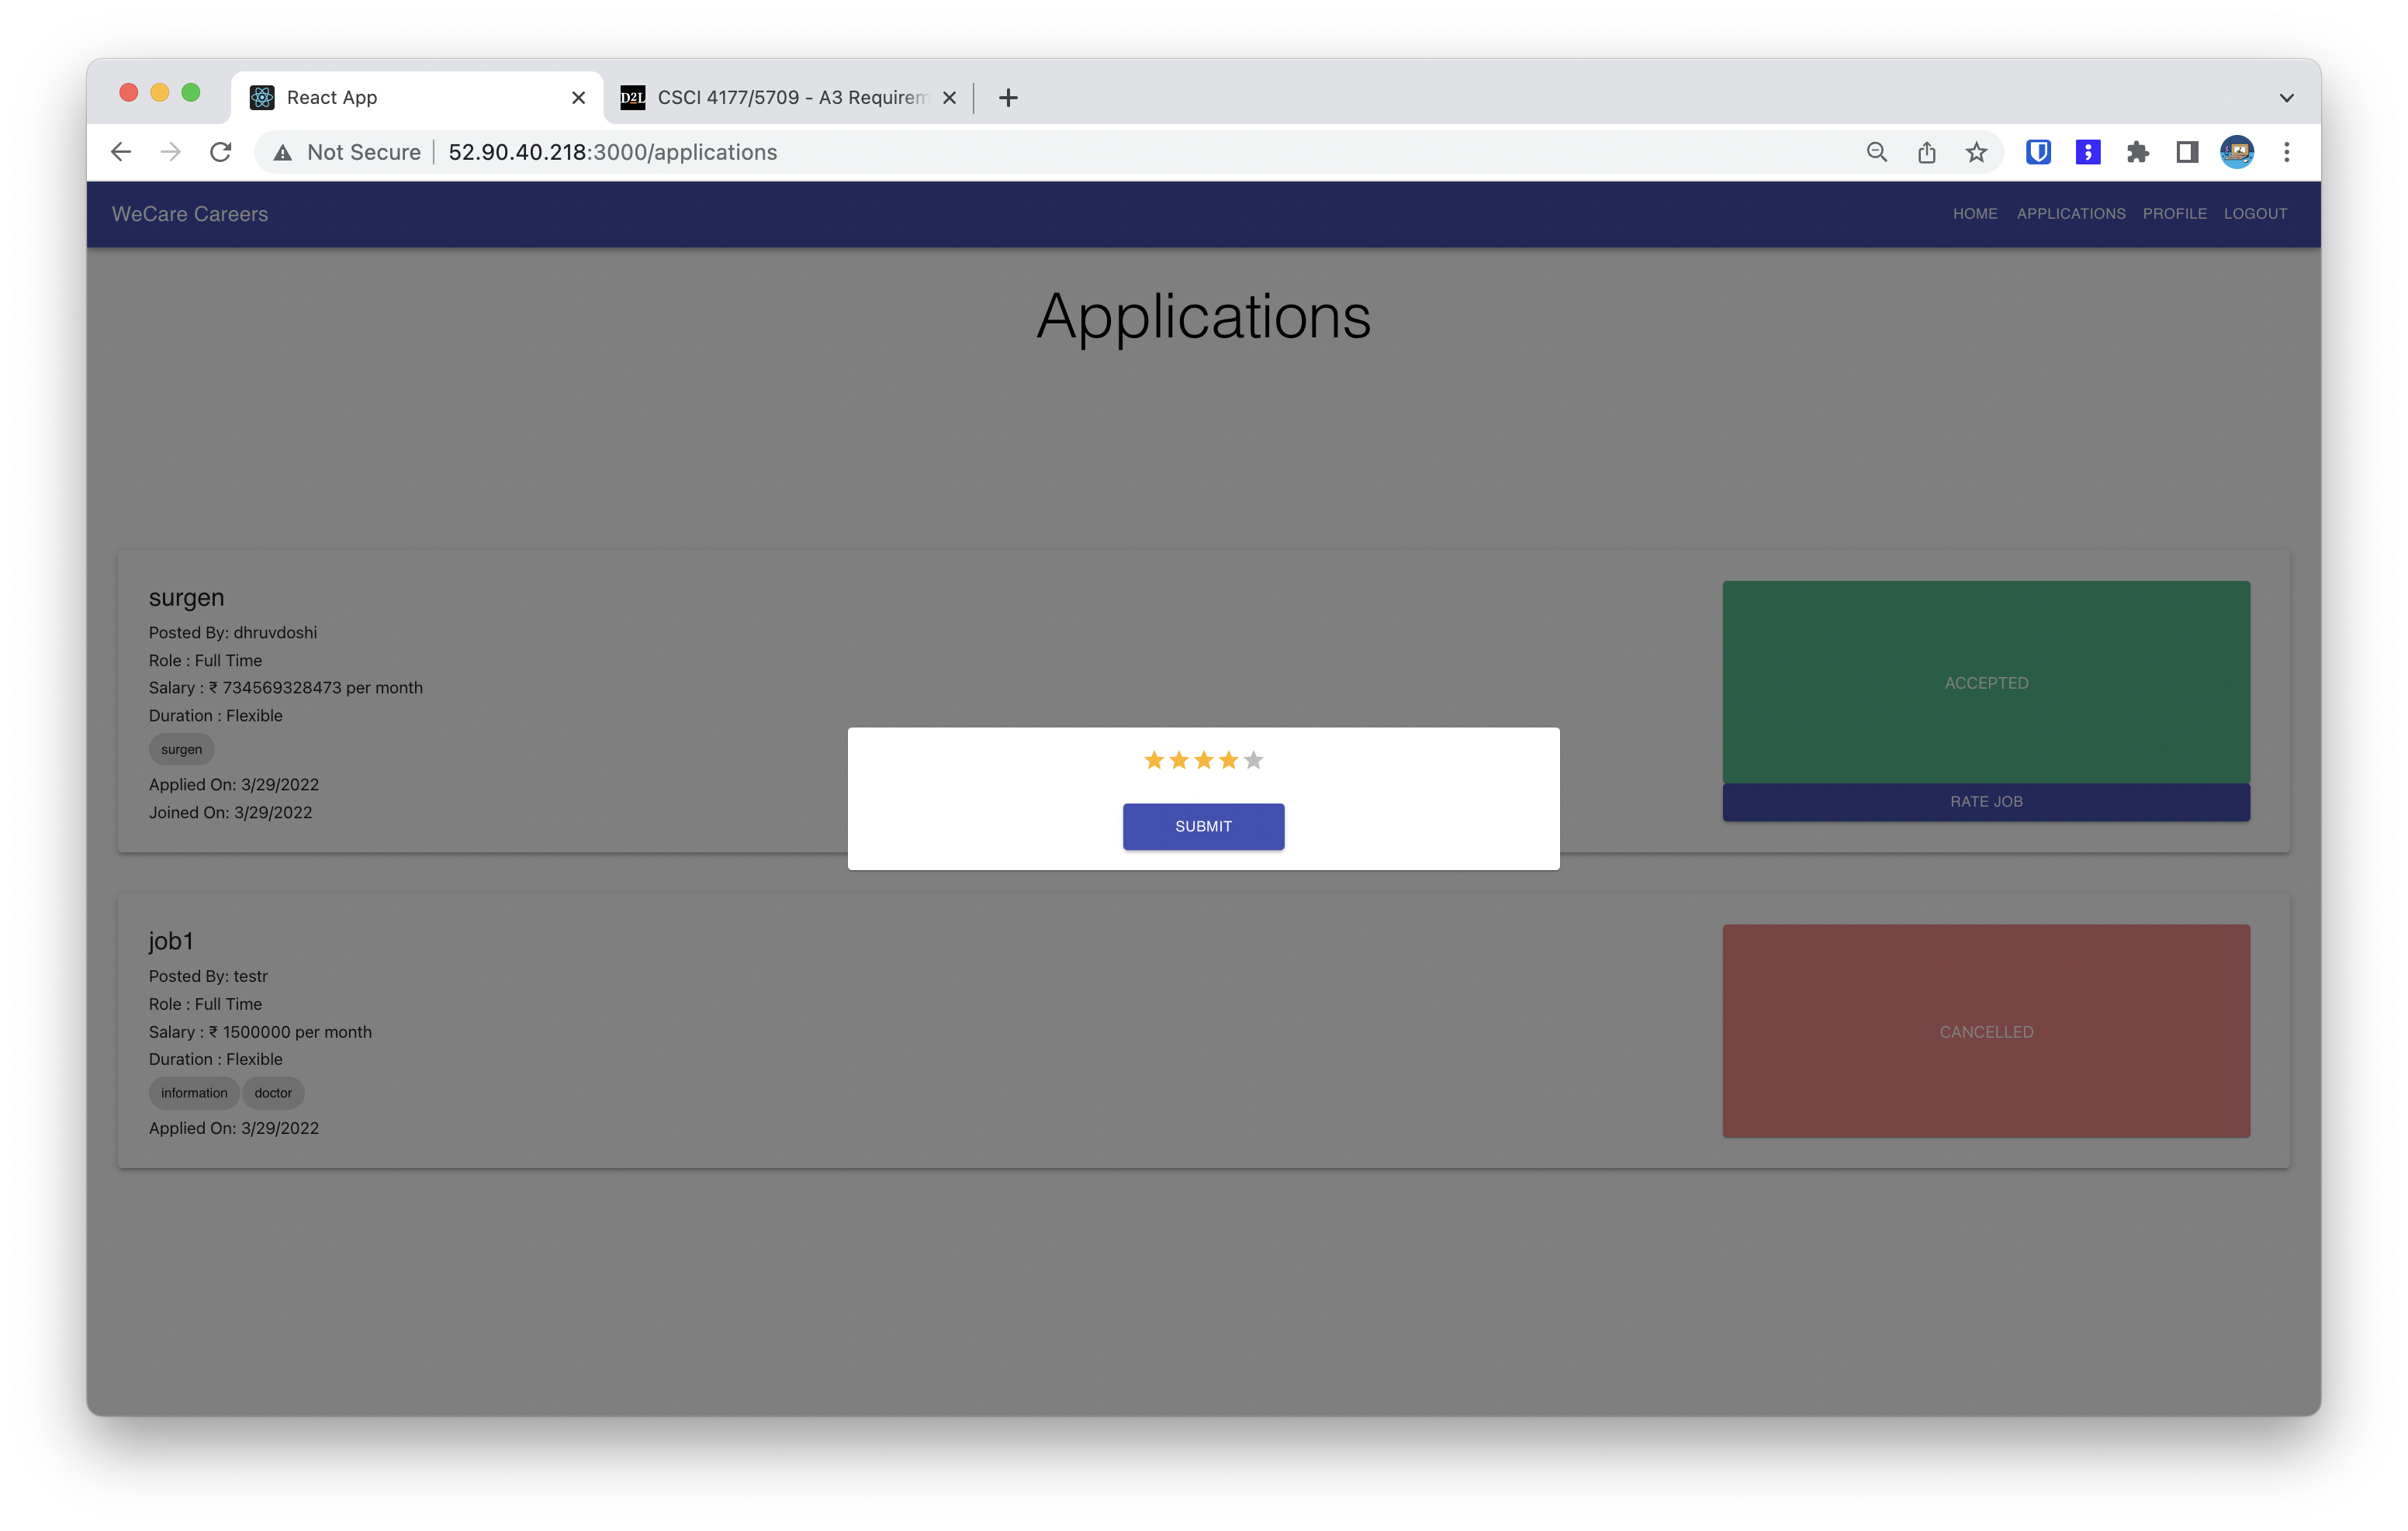 React App
D2L CSCI 4177/5709 - A3 Requirem
Not Secure 52.90.40.218:3000/applications
WeCare Careers
HOME APPLICATIONS PROFILE LOGOUT
Applications
surgen
Posted By: dhruvdoshi
Role : Full Time
Salary : ₹ 734569328473 per month
Duration : Flexible
surgen
Applied On: 3/29/2022
Joined On: 3/29/2022
ACCEPTED
RATE JOB
SUBMIT
job1
Posted By: testr
Role : Full Time
Salary : ₹ 1500000 per month
Duration : Flexible
information doctor
Applied On: 3/29/2022
CANCELLED